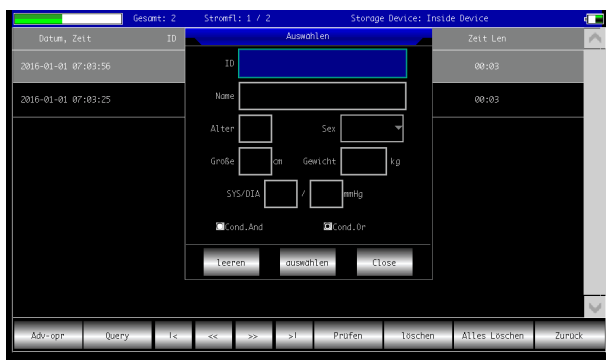 Gesamt: 2 Stromfl: 1 / 2 Storage Device: Inside Device
Datum, Zeit ID Auswahlen Zeit Len
ID
2016-01-01 07:03:56 00:03
Name
2016-01-01 07:03:25 00:03
Alter Sex
Große cm Gewicht kg
SYS/DIA / mmHg
Cond.And Cond.Or
leeren auswählen Close
Adv-opr Query |< << >> >| Prüfen löschen Alles Löschen Zurück